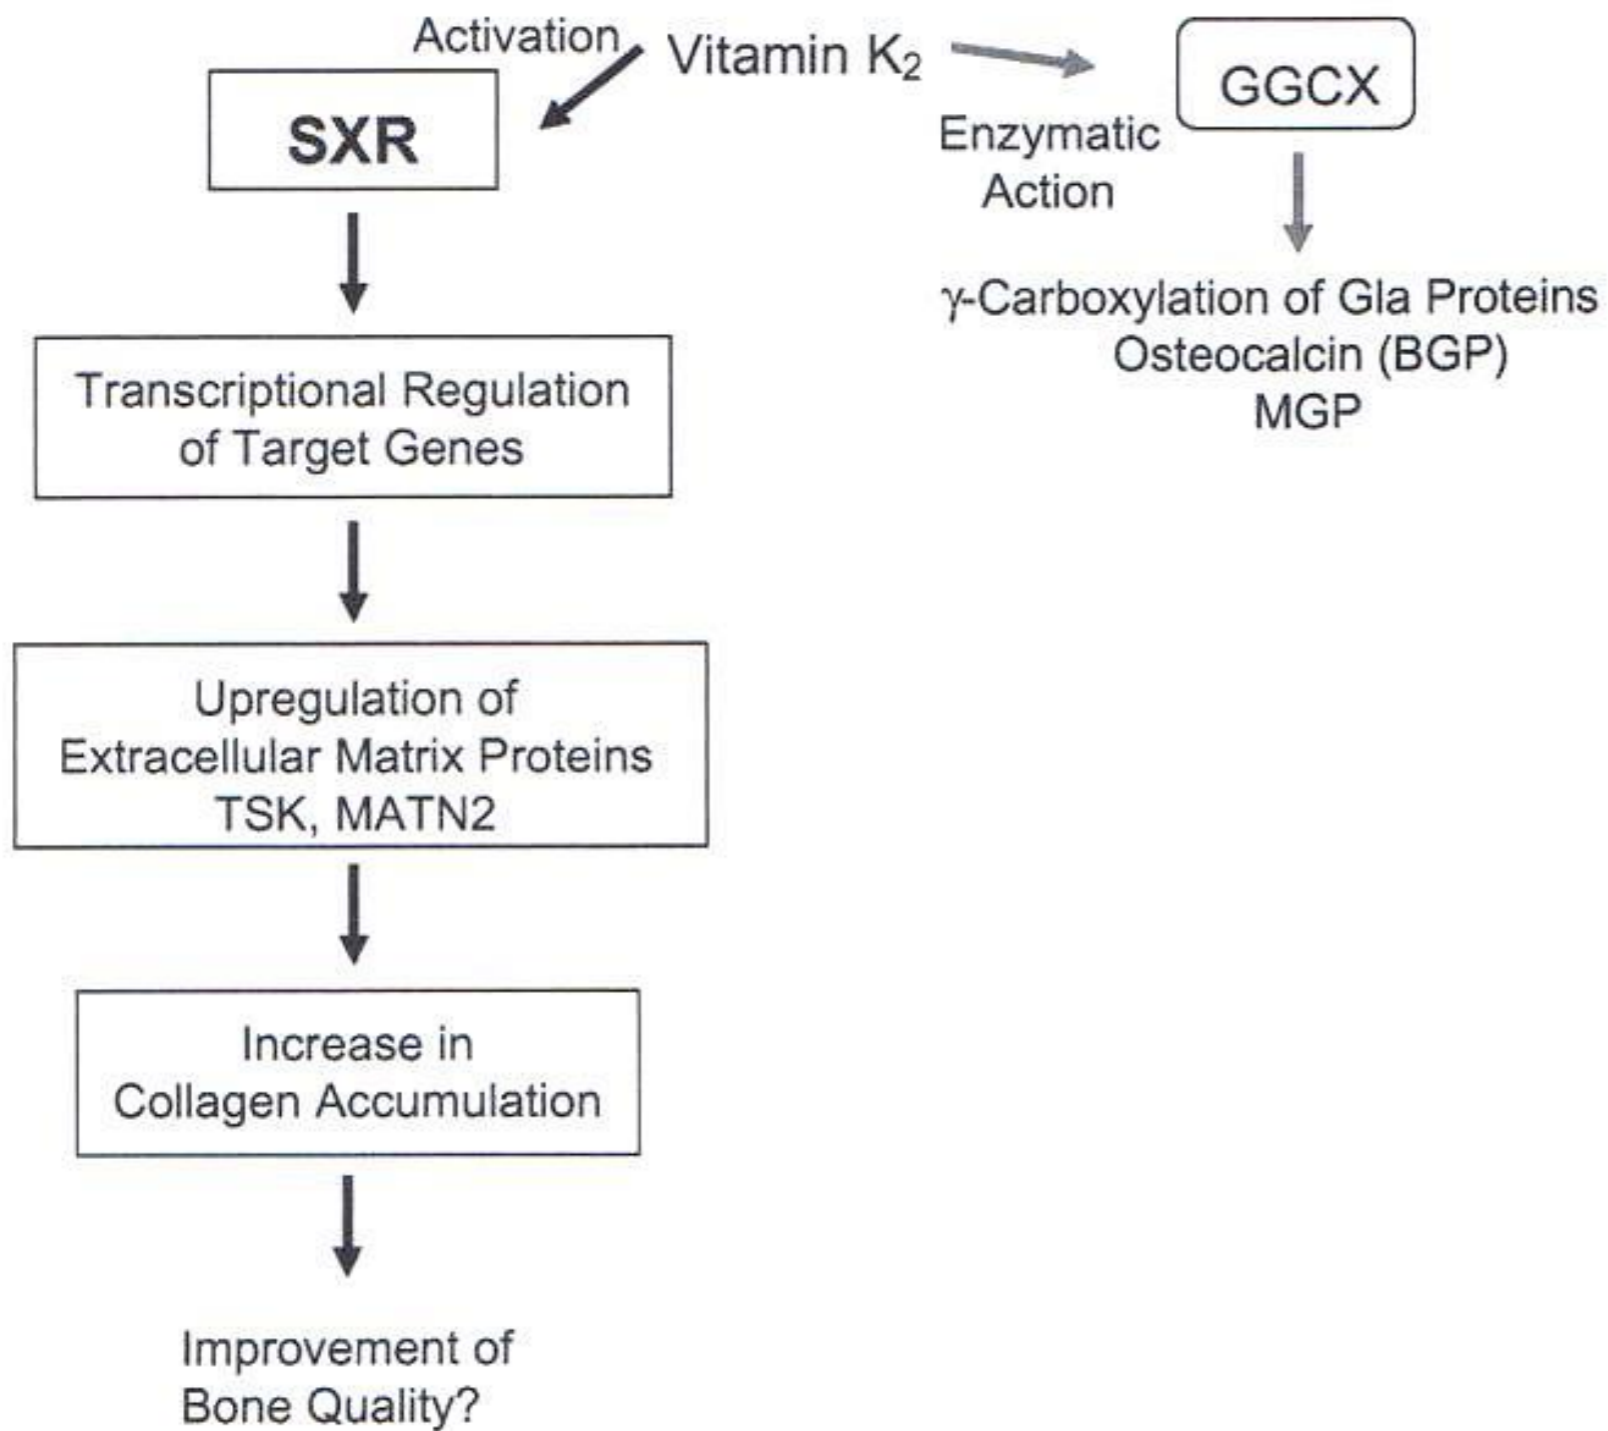 Activation
Vitamin K₂
GGCX
SXR
Enzymatic
Action
γ-Carboxylation of Gla Proteins
Osteocalcin (BGP)
MGP
Transcriptional Regulation
of Target Genes
Upregulation of
Extracellular Matrix Proteins
TSK, MATN2
Increase in
Collagen Accumulation
Improvement of
Bone Quality?